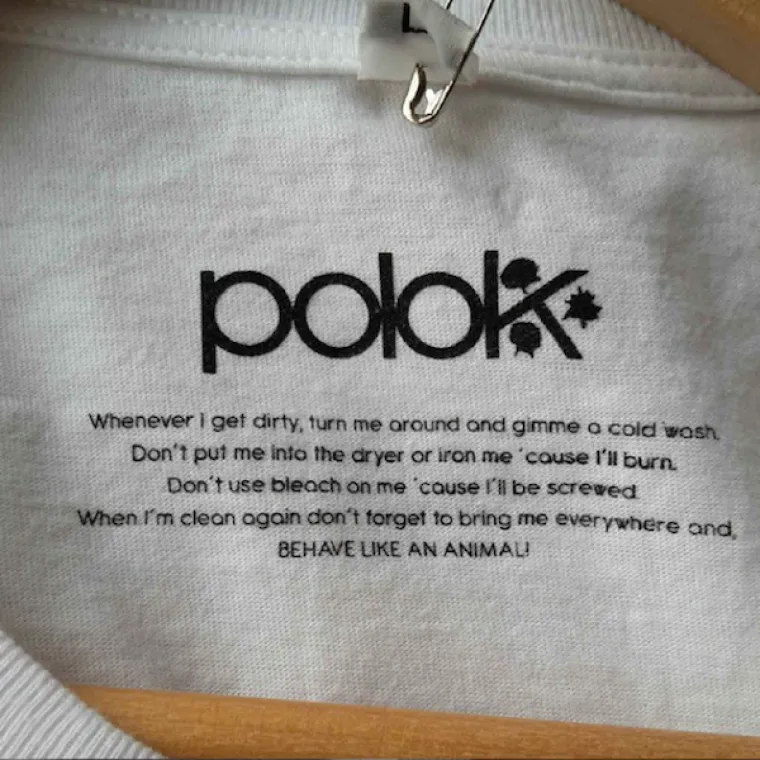 L
polok
Whenever i get dirty, turn me around and gimme a cold wash.
Don't put me into the dryer or iron me 'cause I'll burn.
Don't use bleach on me 'cause I'll be screwed
When I'm clean again don't forget to bring me everywhere and,
BEHAVE LIKE AN ANIMAL!